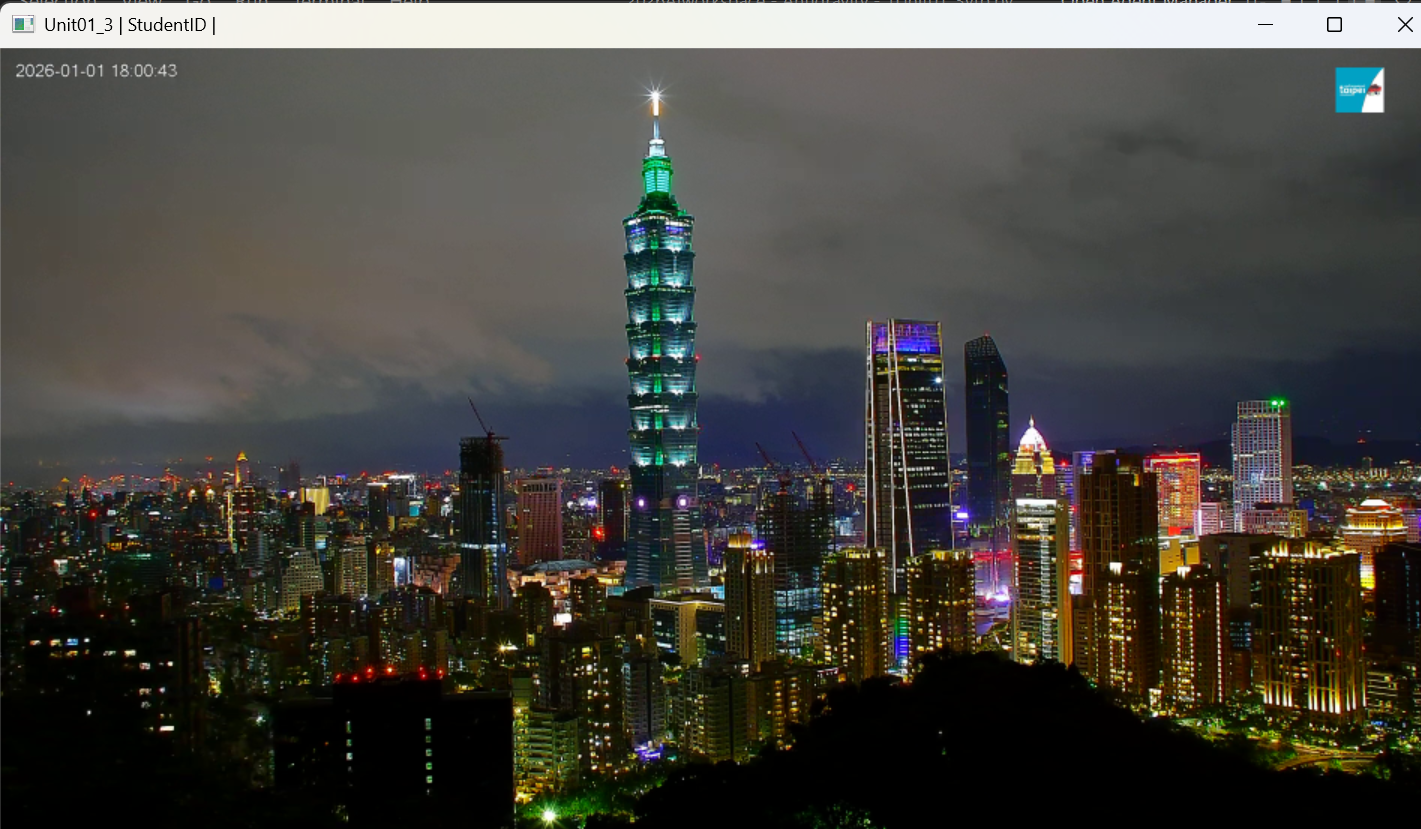 Unit01_3 | StudentID |
2026-01-01 18:00:43
taipei